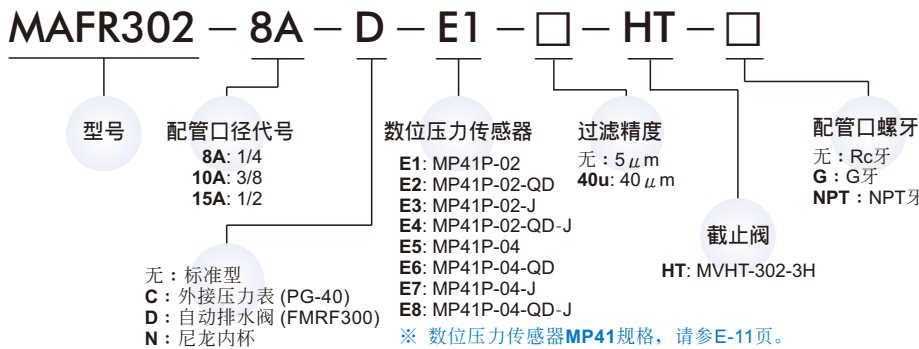 MAFR302 — 8A — D — E1 — □ — HT — □
型号
配管口径代号
8A: 1/4
10A: 3/8
15A: 1/2
无：标准型
C：外接压力表 (PG-40)
D：自动排水阀 (FMRF300)
N：尼龙内杯
数位压力传感器
E1: MP41P-02
E2: MP41P-02-QD
E3: MP41P-02-J
E4: MP41P-02-QD-J
E5: MP41P-04
E6: MP41P-04-QD
E7: MP41P-04-J
E8: MP41P-04-QD-J
※ 数位压力传感器MP41规格，请参E-11页。
过滤精度
无：5μm
40u: 40μm
截止阀
HT: MVHT-302-3H
配管口螺牙
无：Rc牙
G：G牙
NPT：NPT牙